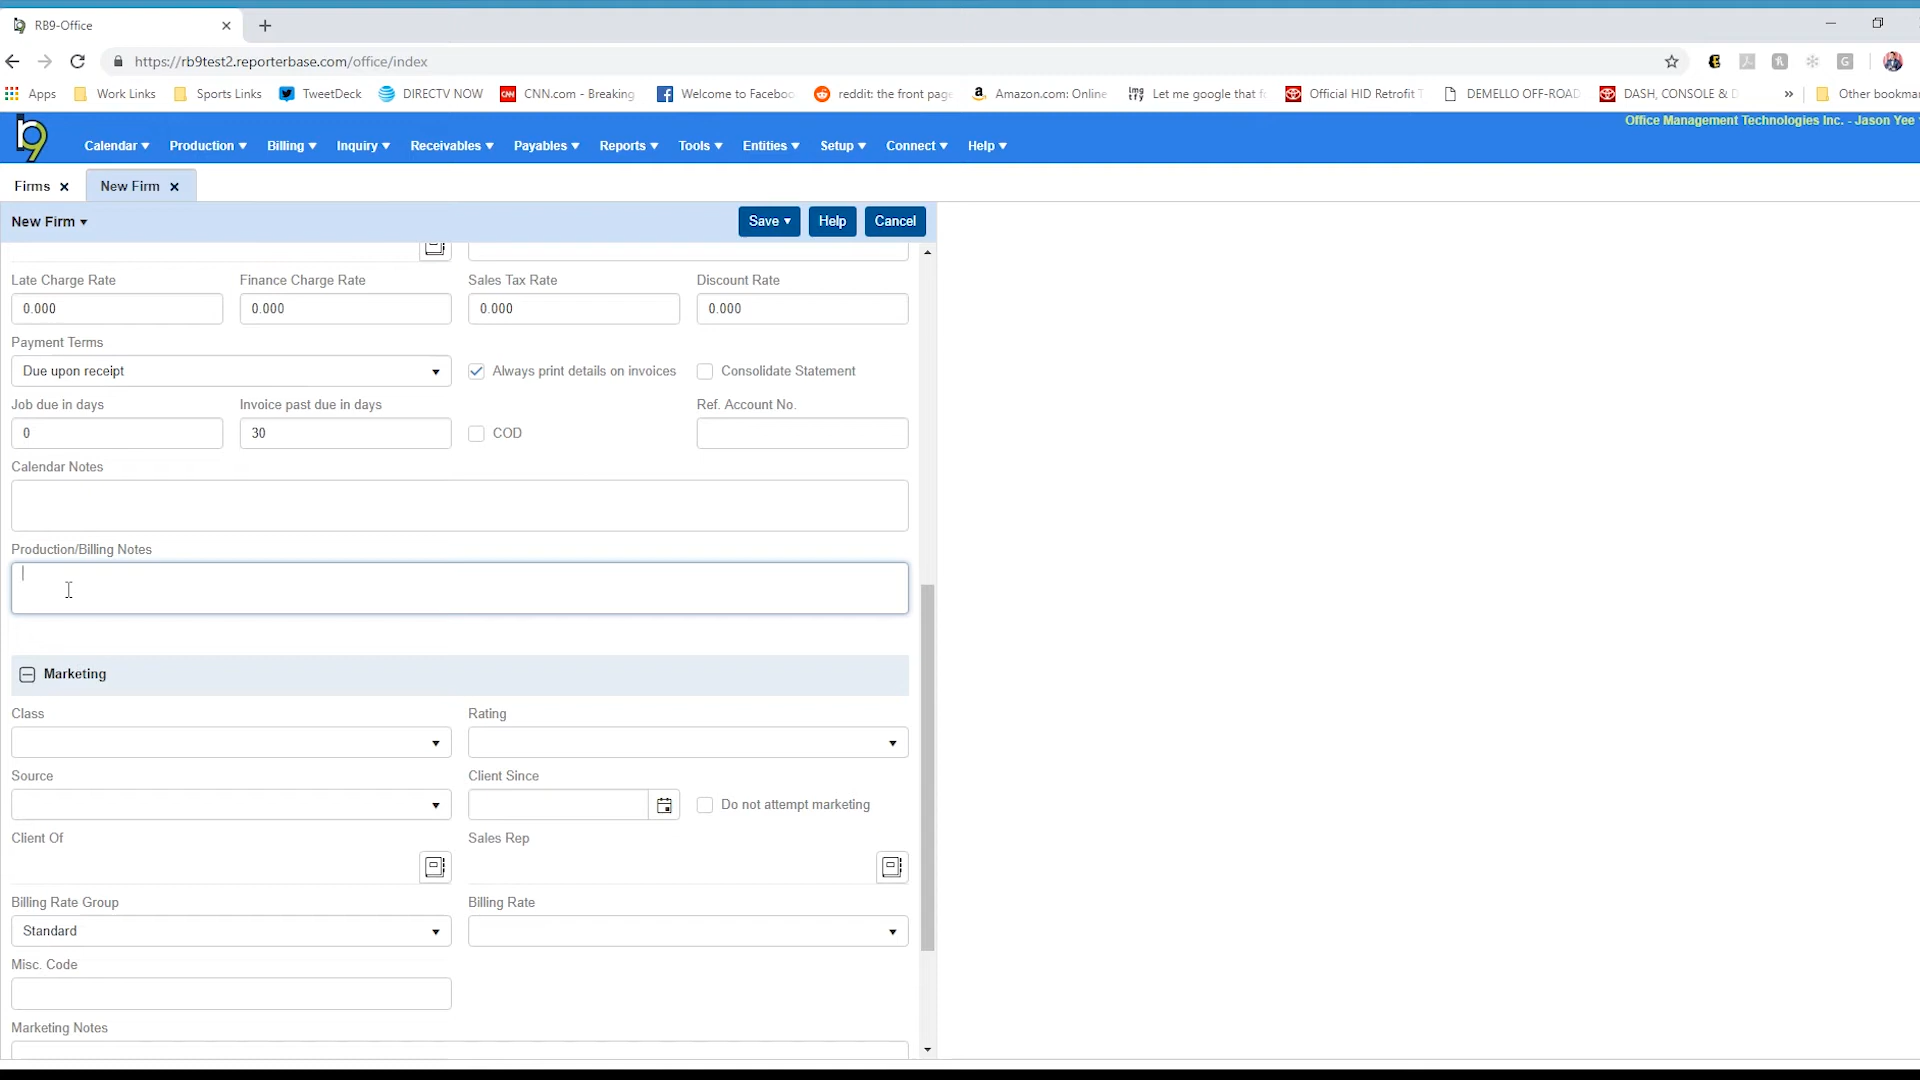 RB9-Office
https://rb9test2.reporterbase.com/office/index
Apps Work Links Sports Links TweetDeck DIRECTV NOW CNN.com - Breaking Welcome to Faceboo reddit: the front page Amazon.com: Online Let me google that fo Official HID Retrofit T DEMELLO OFF-ROAD DASH, CONSOLE & D » Other bookma
Office Management Technologies Inc. - Jason Yee
Calendar Production Billing Inquiry Receivables Payables Reports Tools Entities Setup Connect Help
Firms New Firm
New Firm Save Help Cancel
Late Charge Rate Finance Charge Rate Sales Tax Rate Discount Rate
0.000 0.000 0.000 0.000
Payment Terms
Due upon receipt Always print details on invoices Consolidate Statement
Job due in days Invoice past due in days Ref. Account No.
0 30 COD
Calendar Notes
Production/Billing Notes
Marketing
Class Rating
Source Client Since
Do not attempt marketing
Client Of Sales Rep
Billing Rate Group Billing Rate
Standard
Misc. Code
Marketing Notes